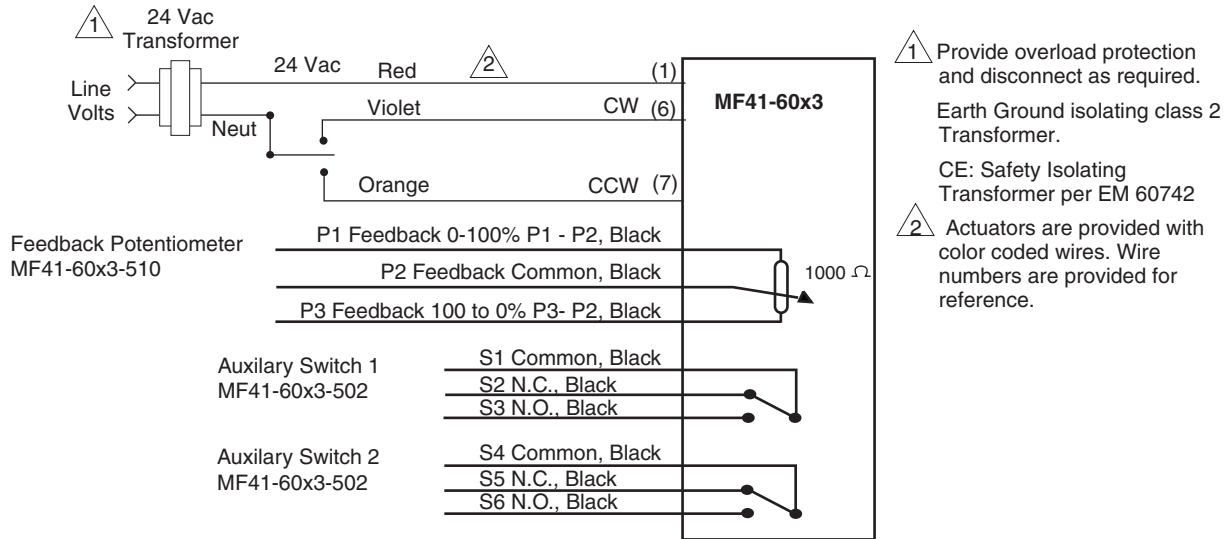 1
24 Vac
Transformer
Line
Volts
24 Vac
Red
2
(1)
Violet
CW (6)
Neut
Orange
CCW (7)
MF41-60x3
Feedback Potentiometer
MF41-60x3-510
P1 Feedback 0-100% P1 - P2, Black
P2 Feedback Common, Black
P3 Feedback 100 to 0% P3- P2, Black
1000 Ω
Auxilary Switch 1
MF41-60x3-502
S1 Common, Black
S2 N.C., Black
S3 N.O., Black
Auxilary Switch 2
MF41-60x3-502
S4 Common, Black
S5 N.C., Black
S6 N.O., Black
1 Provide overload protection
and disconnect as required.
Earth Ground isolating class 2
Transformer.
CE: Safety Isolating
Transformer per EM 60742
2 Actuators are provided with
color coded wires. Wire
numbers are provided for
reference.